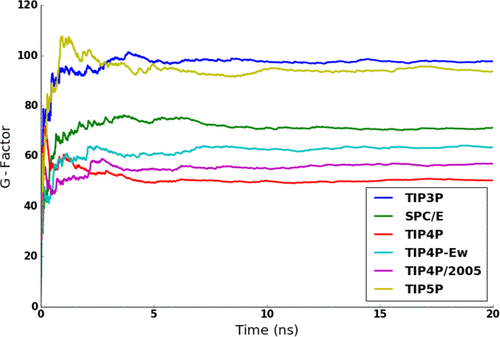 120
100
80
60
40
20
0
G - Factor
0
5
10
15
20
Time (ns)
TIP3P
SPC/E
TIP4P
TIP4P-Ew
TIP4P/2005
TIP5P